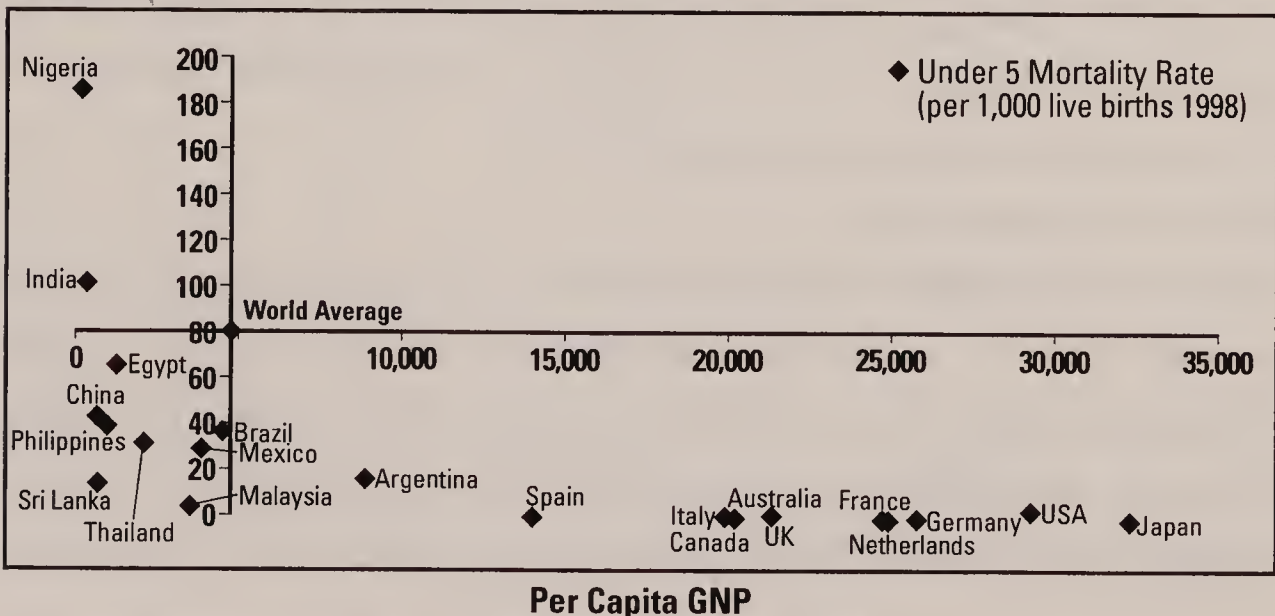 Nigeria
200
180
160
140
120
100
80
60
40
20
0
◆ Under 5 Mortality Rate
(per 1,000 live births 1998)
India
World Average
0
10,000
15,000
20,000
25,000
30,000
35,000
Egypt
China
Philippines
Sri Lanka
Thailand
Brazil
Mexico
Malaysia
Argentina
Spain
Italy
Canada
Australia
UK
France
Netherlands
Germany
USA
Japan
Per Capita GNP